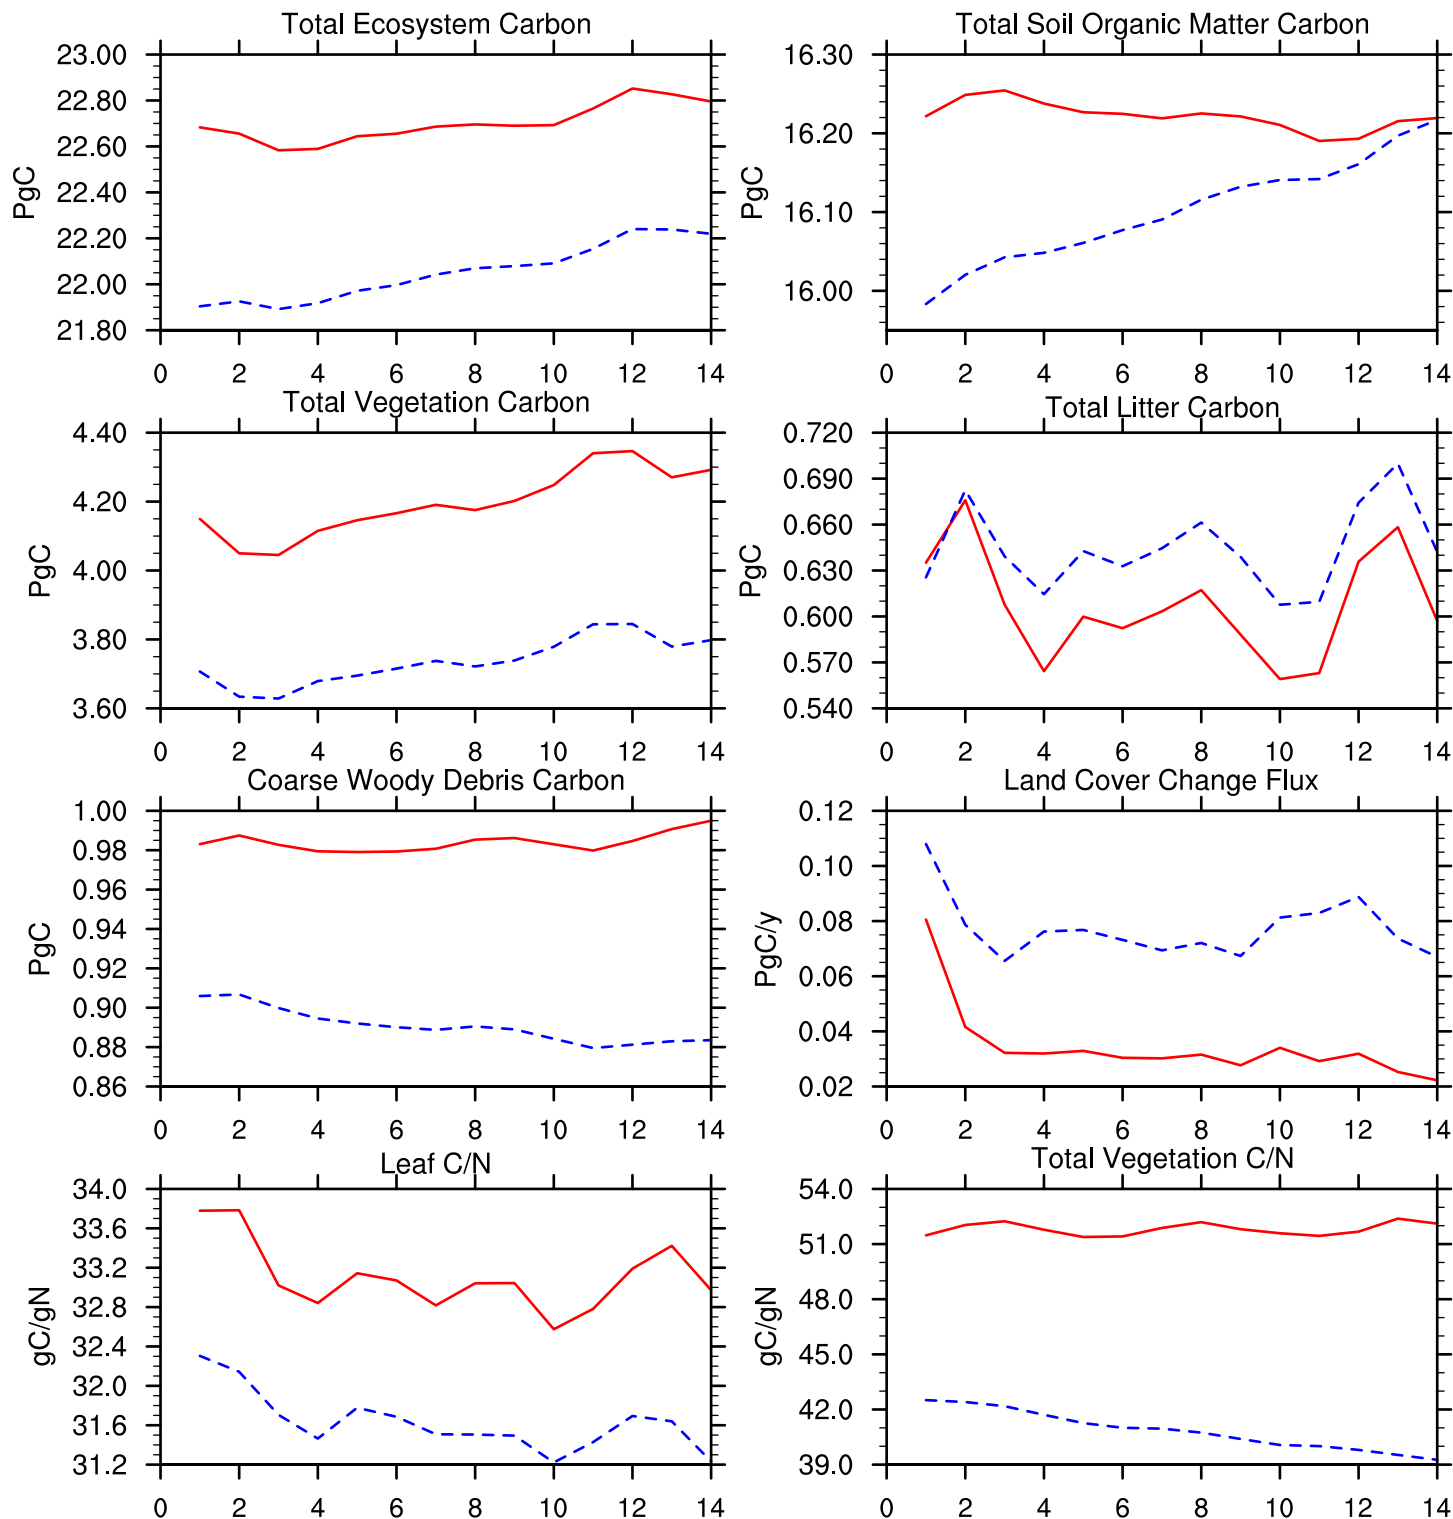 Total Ecosystem Carbon
23.00
22.80
22.60
22.40
22.20
22.00
21.80
PgC
0 2 4 6 8 10 12 14
Total Soil Organic Matter Carbon
16.30
16.20
16.10
16.00
PgC
0 2 4 6 8 10 12 14
Total Vegetation Carbon
4.40
4.20
4.00
3.80
3.60
PgC
0 2 4 6 8 10 12 14
Total Litter Carbon
0.720
0.690
0.660
0.630
0.600
0.570
0.540
PgC
0 2 4 6 8 10 12 14
Coarse Woody Debris Carbon
1.00
0.98
0.96
0.94
0.92
0.90
0.88
0.86
PgC
0 2 4 6 8 10 12 14
Land Cover Change Flux
0.12
0.10
0.08
0.06
0.04
0.02
PgC/y
0 2 4 6 8 10 12 14
Leaf C/N
34.0
33.6
33.2
32.8
32.4
32.0
31.6
31.2
gC/gN
0 2 4 6 8 10 12 14
Total Vegetation C/N
54.0
51.0
48.0
45.0
42.0
39.0
gC/gN
0 2 4 6 8 10 12 14